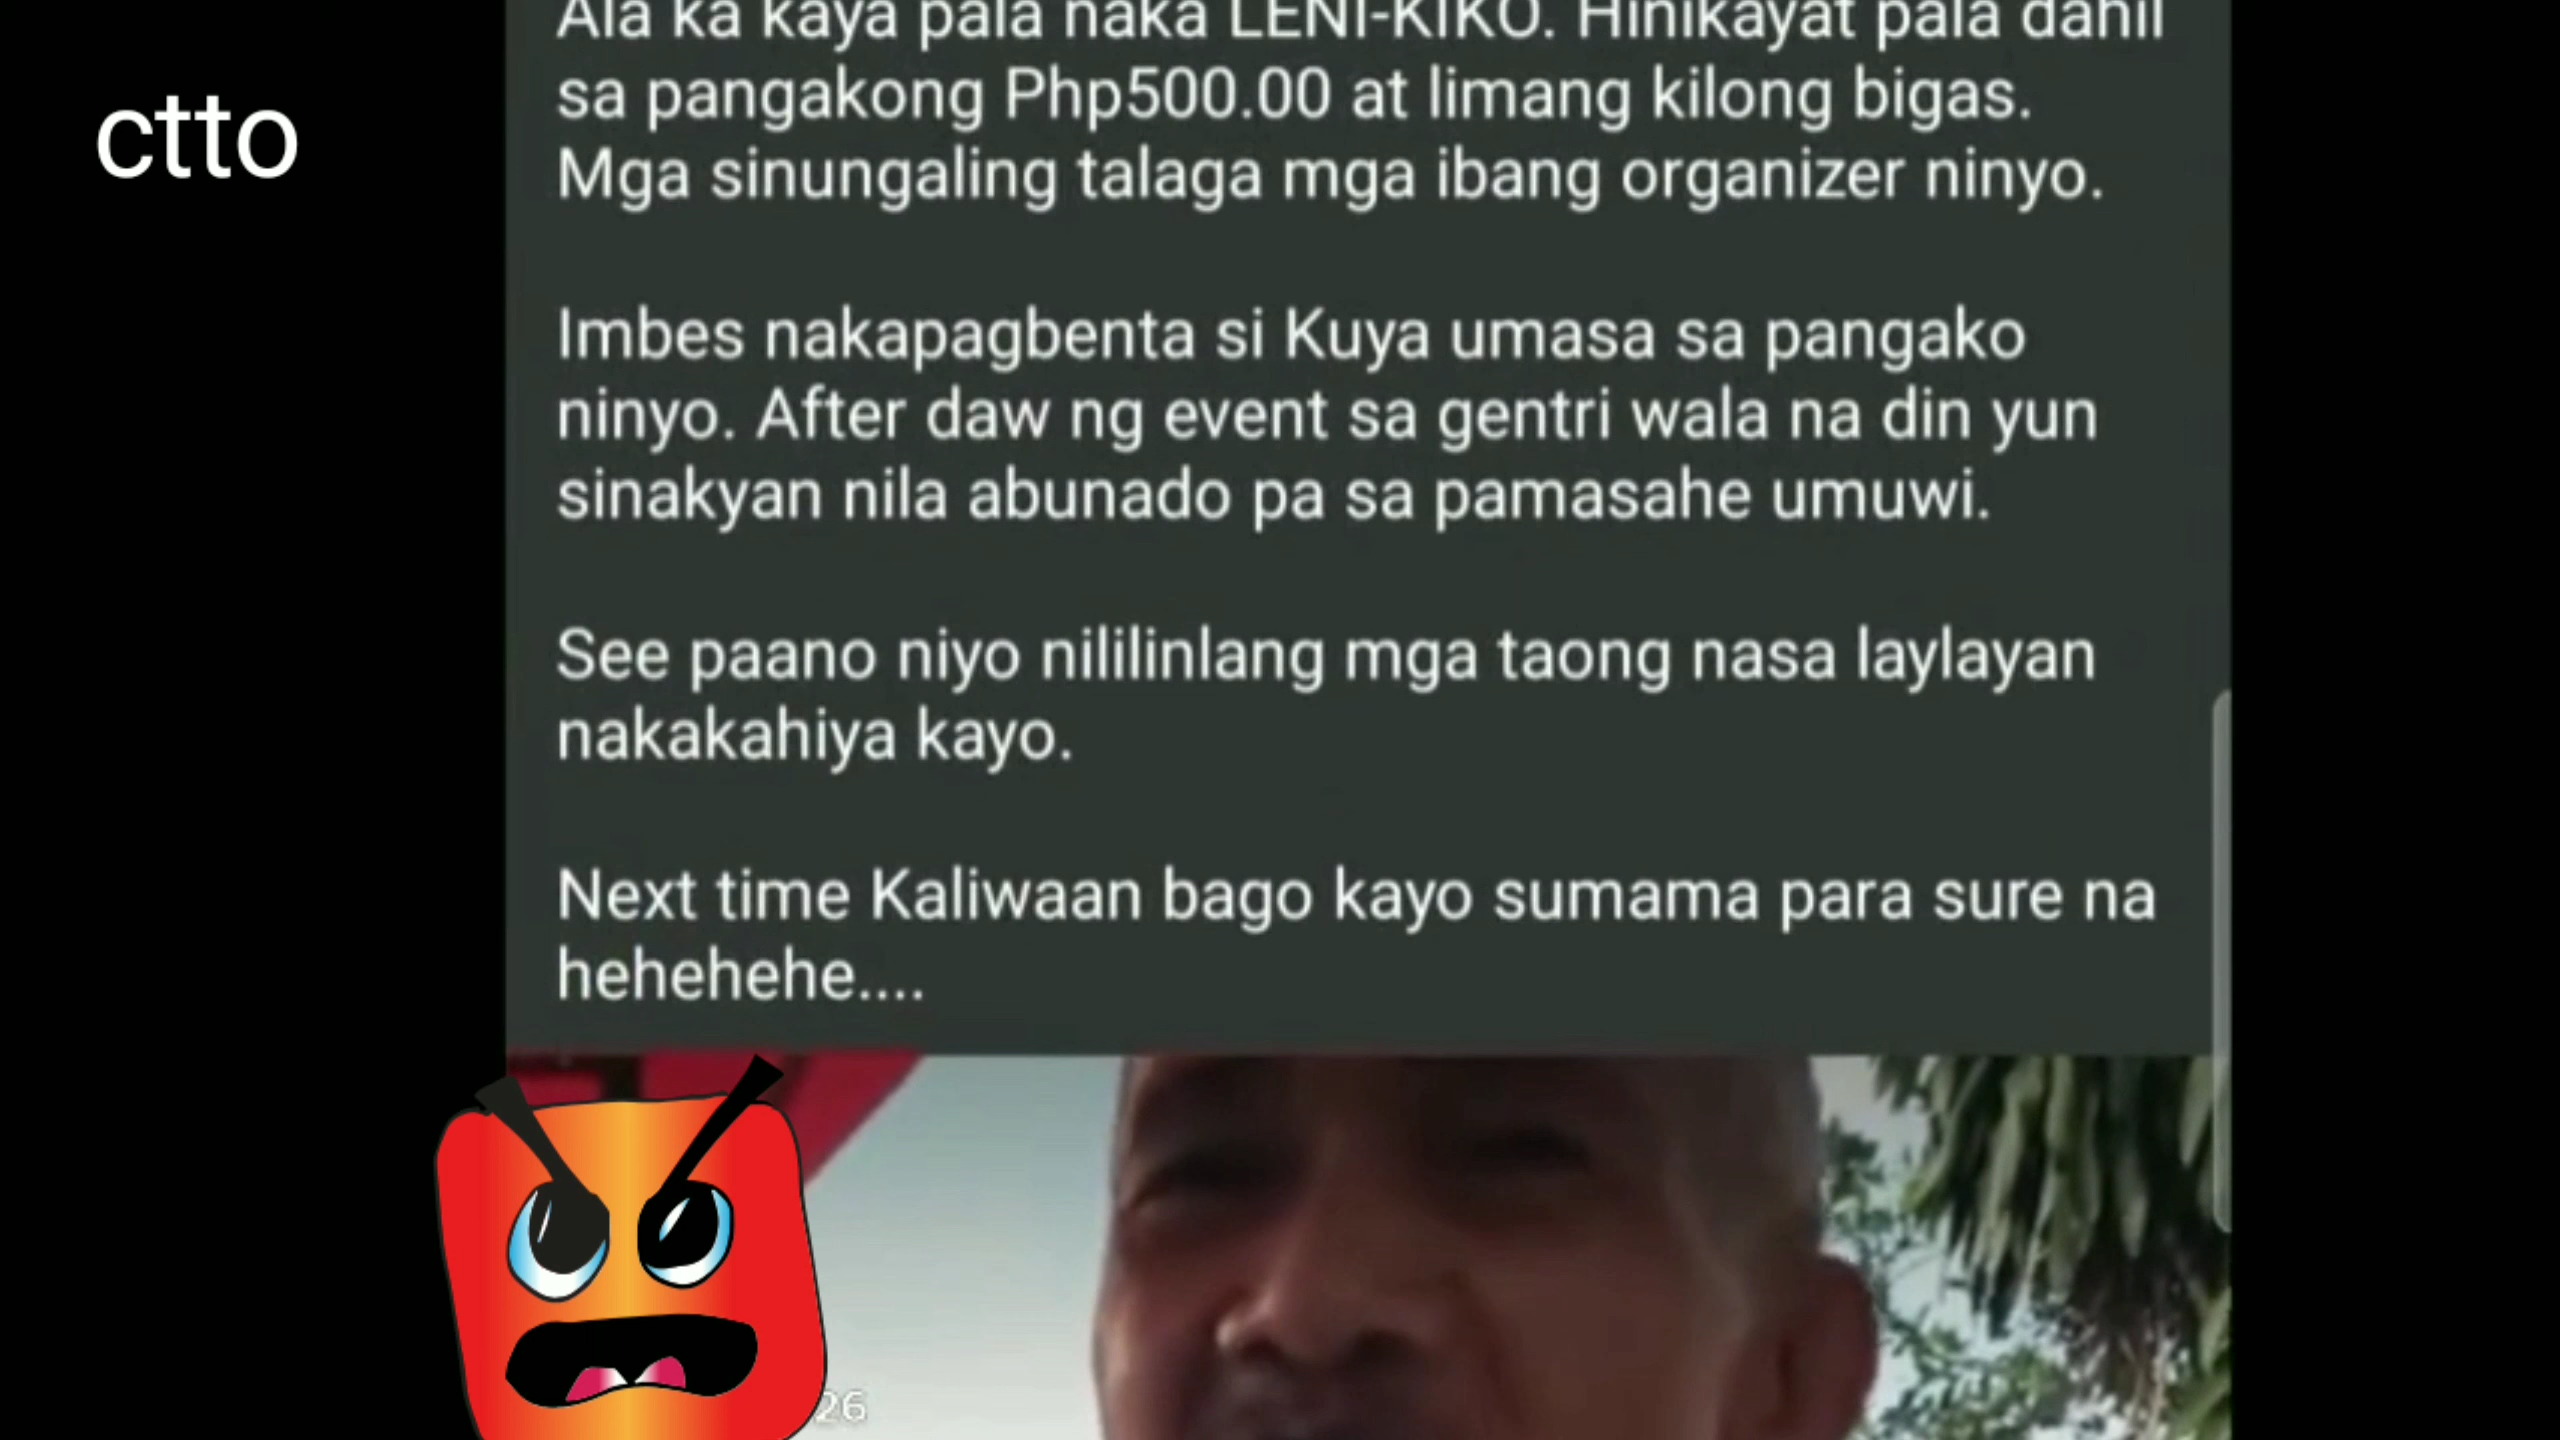 ctto
Ala ka kaya pala naka LENI-KIKO. Hinikayat pala dahil
sa pangakong Php500.00 at limang kilong bigas.
Mga sinungaling talaga mga ibang organizer ninyo.
Imbes nakapagbenta si Kuya umasa sa pangako
ninyo. After daw ng event sa gentri wala na din yun
sinakyan nila abunado pa sa pamasahe umuwi.
See paano niyo nililinlang mga taong nasa laylayan
nakakahiya kayo.
Next time Kaliwaan bago kayo sumama para sure na
hehehehe....
26